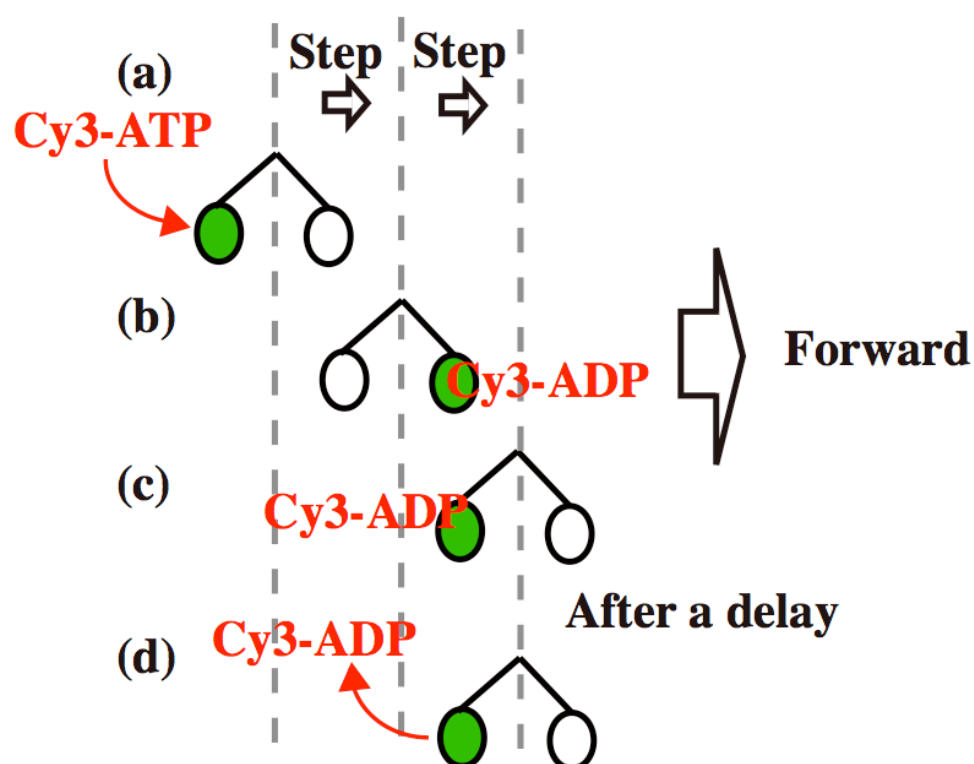 Step Step
(a)
Cy3-ATP
(b)
Cy3-ADP
Forward
(c)
Cy3-ADP
After a delay
Cy3-ADP
(d)